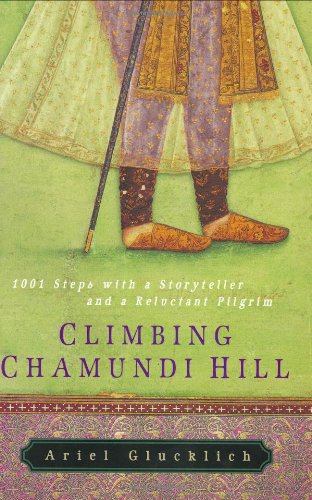 1001 Steps with a Storyteller
and a Reluctant Pilgrim
CLIMBING
CHAMUNDI HILL
Ariel Glucklich